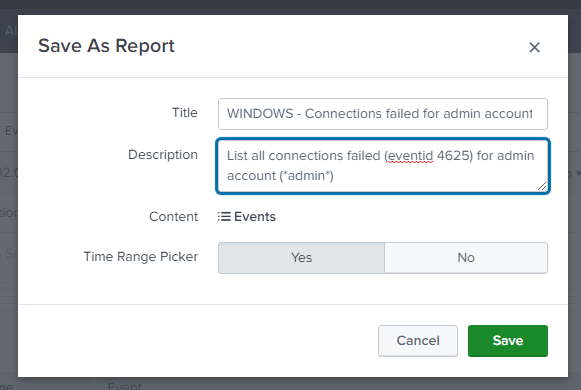 Save As Report
Title
WINDOWS - Connections failed for admin account
Description
List all connections failed (eventid 4625) for admin
account (*admin*)
Content
Events
Time Range Picker
Yes
No
Cancel
Save
Event